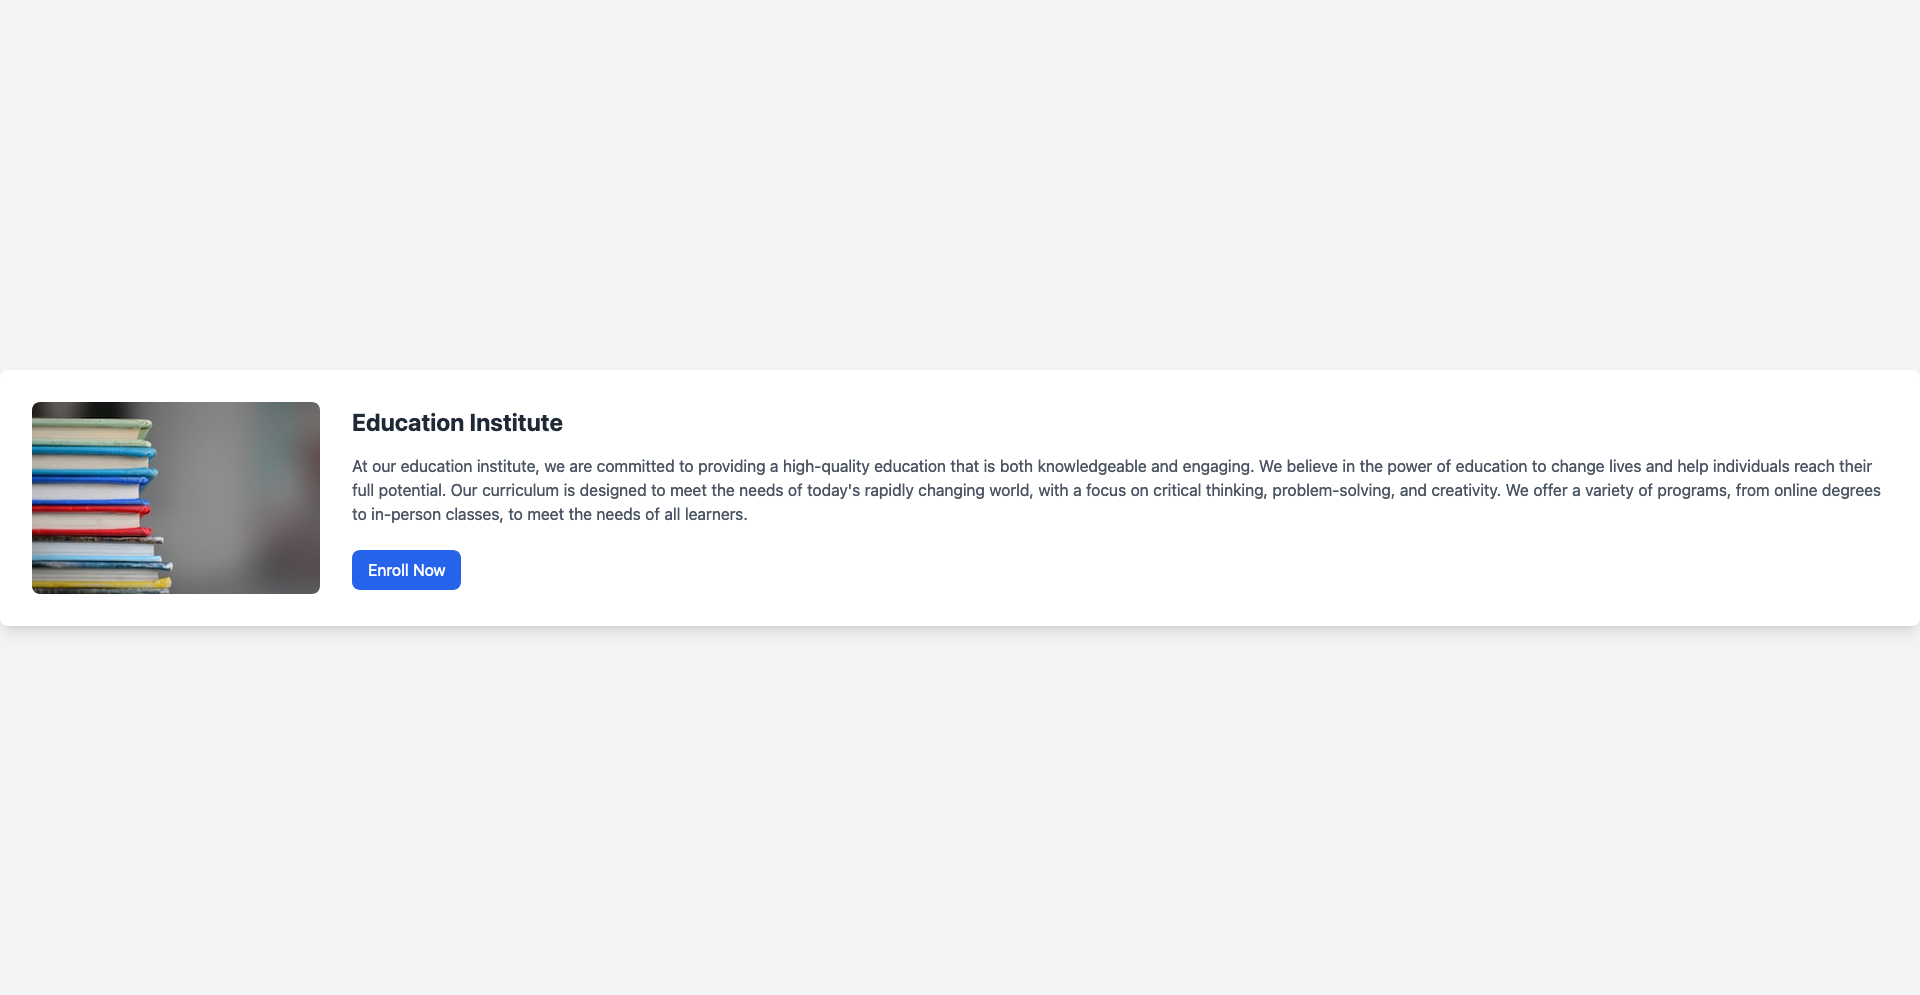 Education Institute
At our education institute, we are committed to providing a high-quality education that is both knowledgeable and engaging. We believe in the power of education to change lives and help individuals reach their
full potential. Our curriculum is designed to meet the needs of today's rapidly changing world, with a focus on critical thinking, problem-solving, and creativity. We offer a variety of programs, from online degrees
to in-person classes, to meet the needs of all learners.
Enroll Now